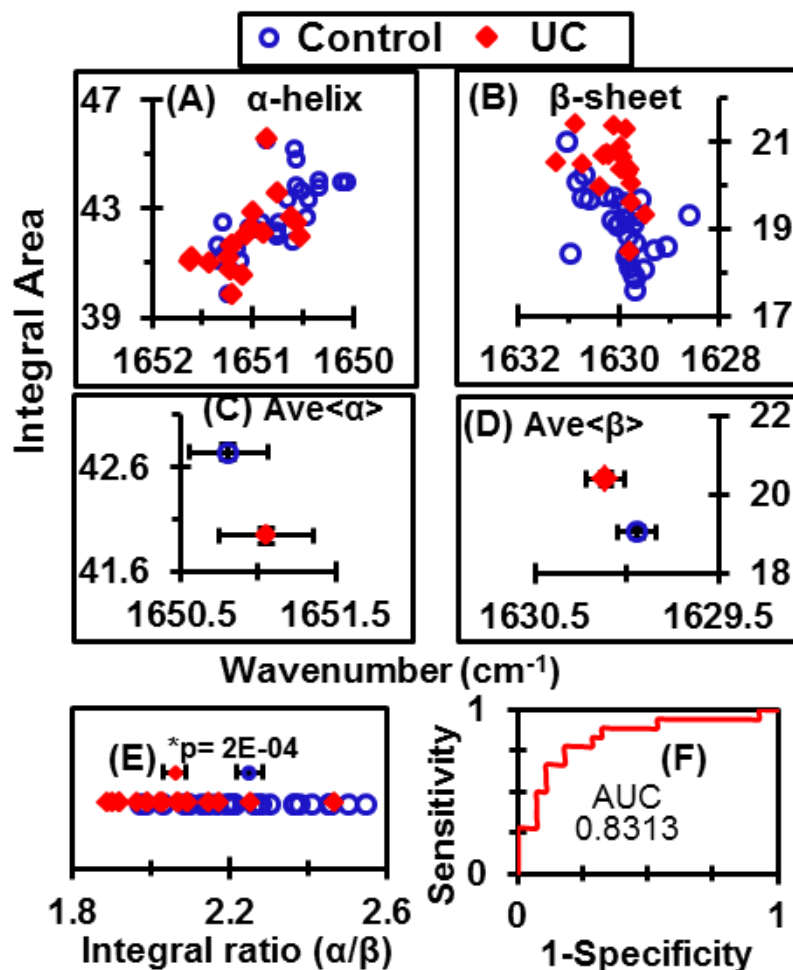 Control UC
Integral Area
(A) α-helix
47
43
39
1652 1651 1650
(B) β-sheet
21
19
17
1632 1630 1628
(C) Ave<α>
42.6
41.6
1650.5 1651.5
(D) Ave<β>
22
20
18
1630.5 1629.5
Wavenumber (cm⁻¹)
(E) *p= 2E-04
1.8 2.2 2.6
Integral ratio (α/β)
Sensitivity
1
0
(F)
AUC
0.8313
0 1
1-Specificity